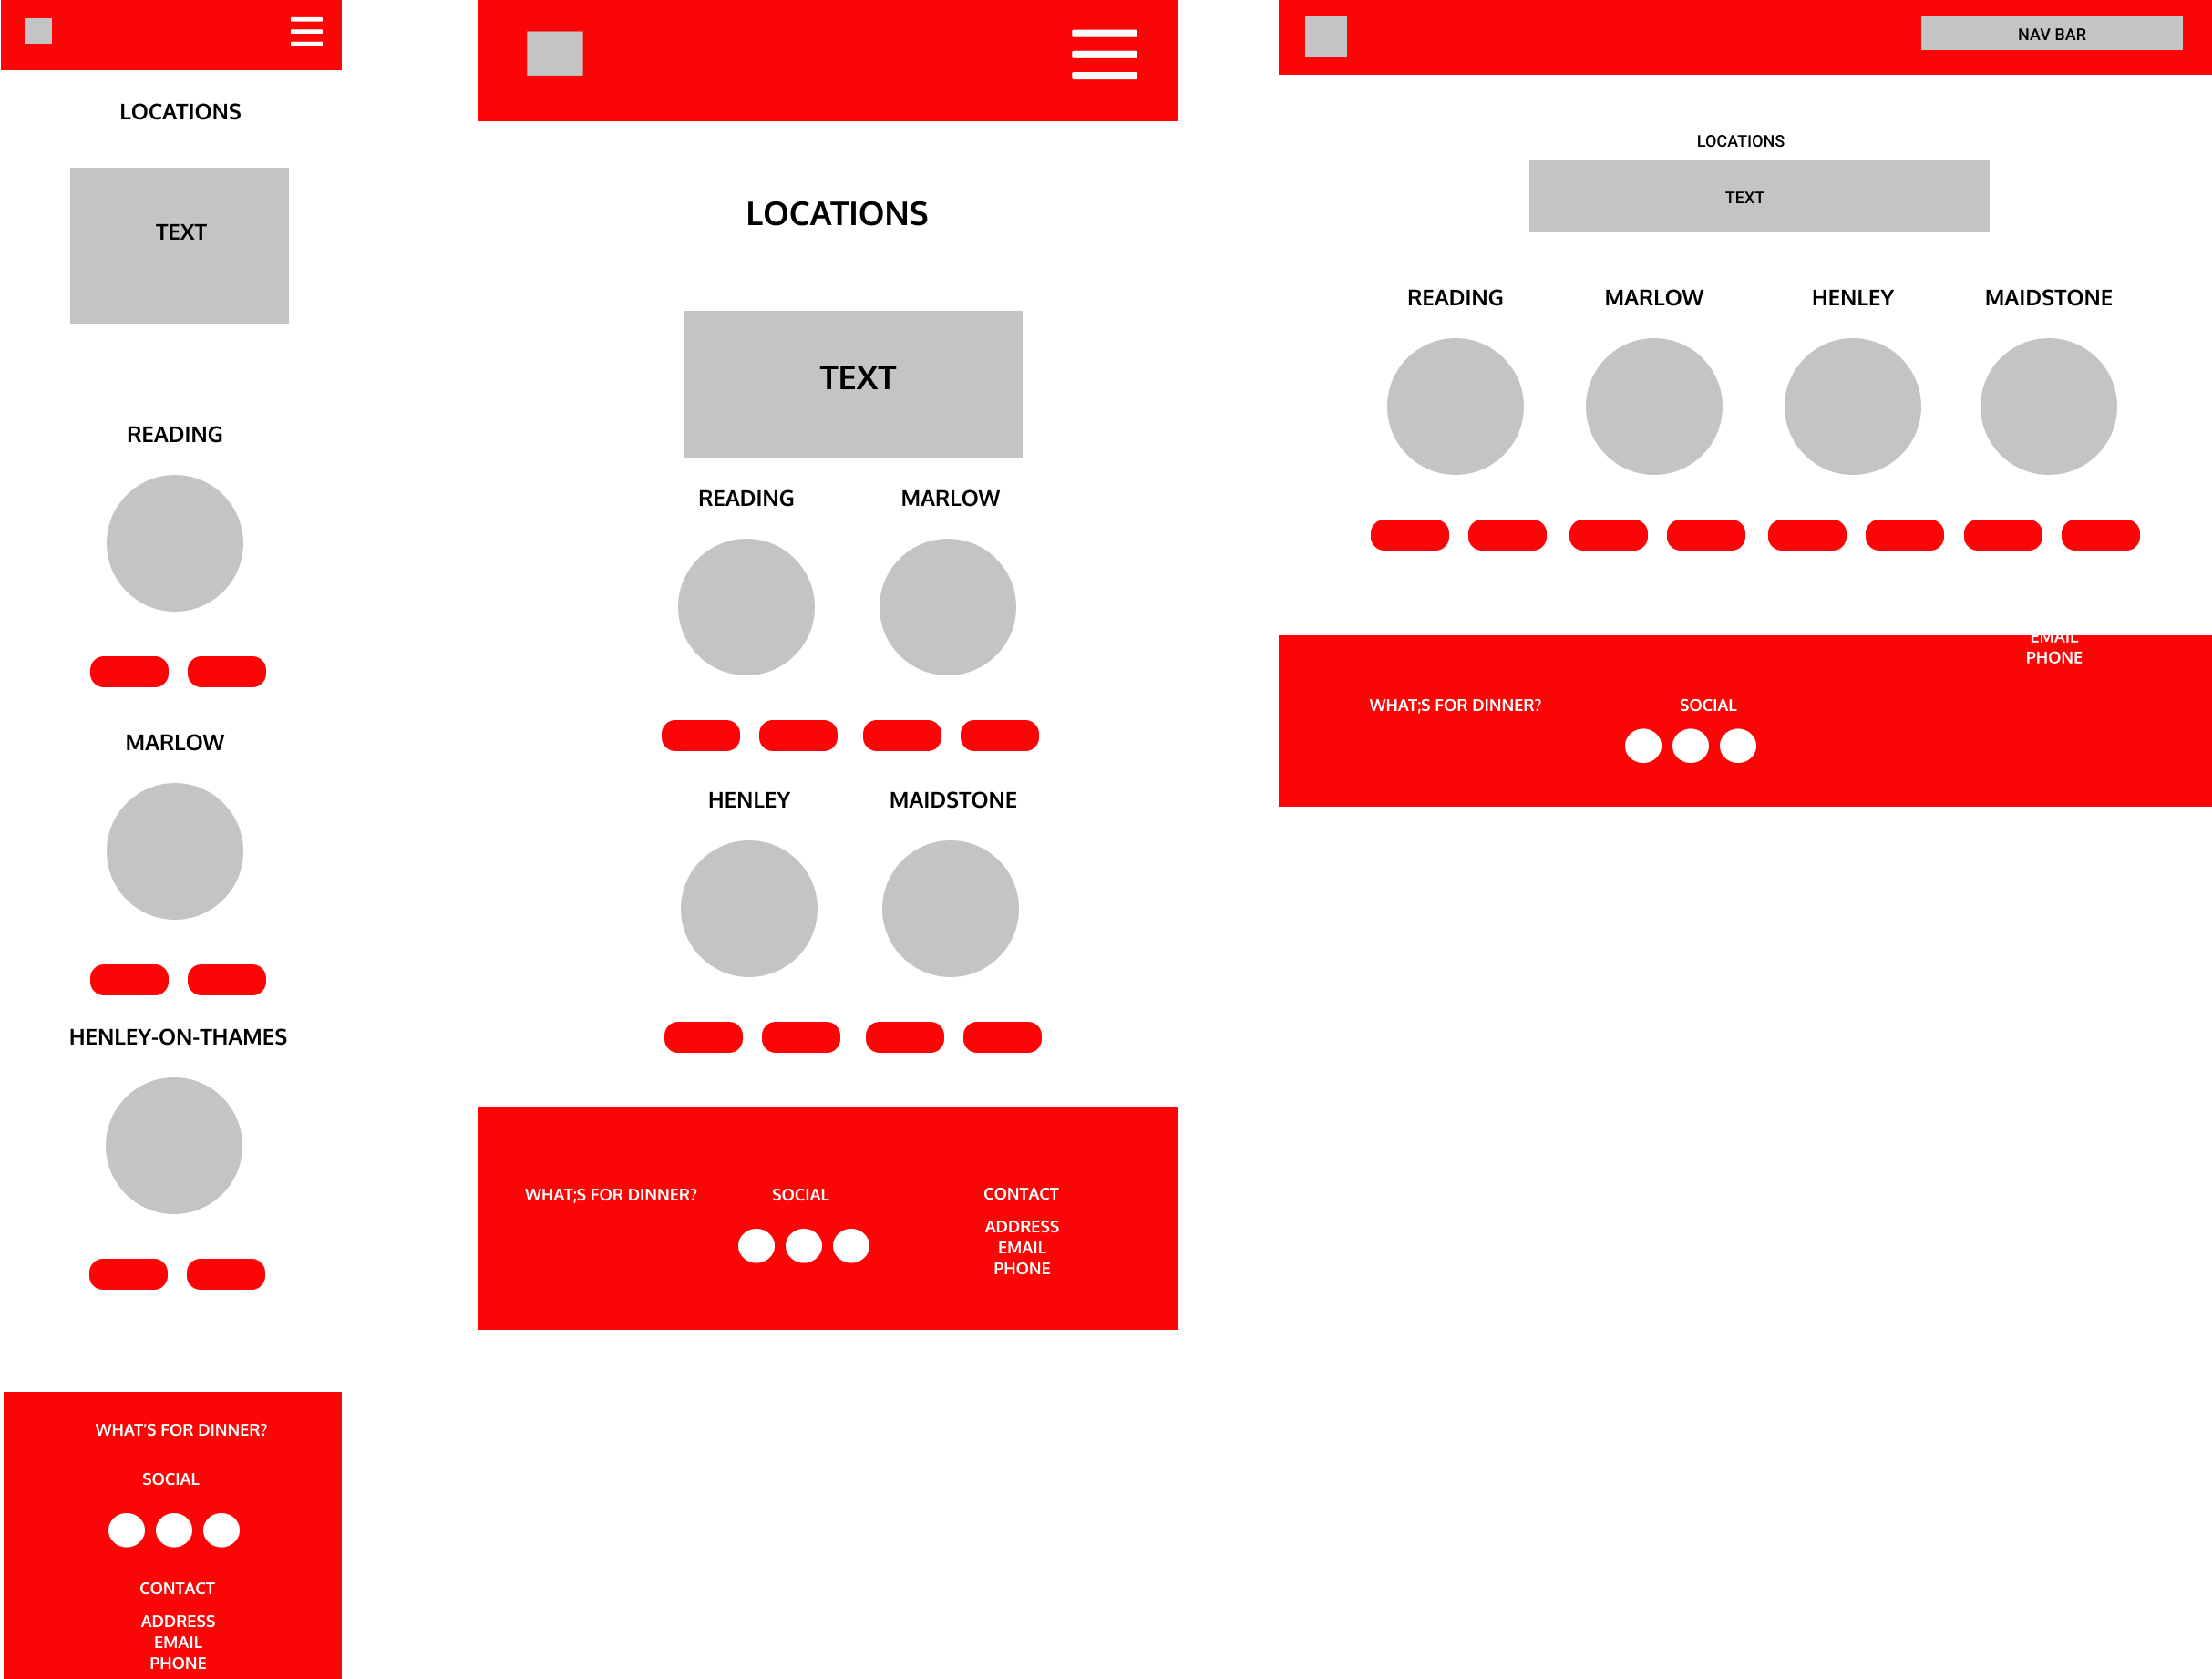 LOCATIONS
TEXT
READING
MARLOW
HENLEY-ON-THAMES
WHAT'S FOR DINNER?
SOCIAL
CONTACT
ADDRESS
EMAIL
PHONE
LOCATIONS
TEXT
READING MARLOW
HENLEY MAIDSTONE
WHAT;S FOR DINNER? SOCIAL CONTACT
ADDRESS
EMAIL
PHONE
NAV BAR
LOCATIONS
TEXT
READING MARLOW HENLEY MAIDSTONE
EMAIL
PHONE
WHAT;S FOR DINNER? SOCIAL